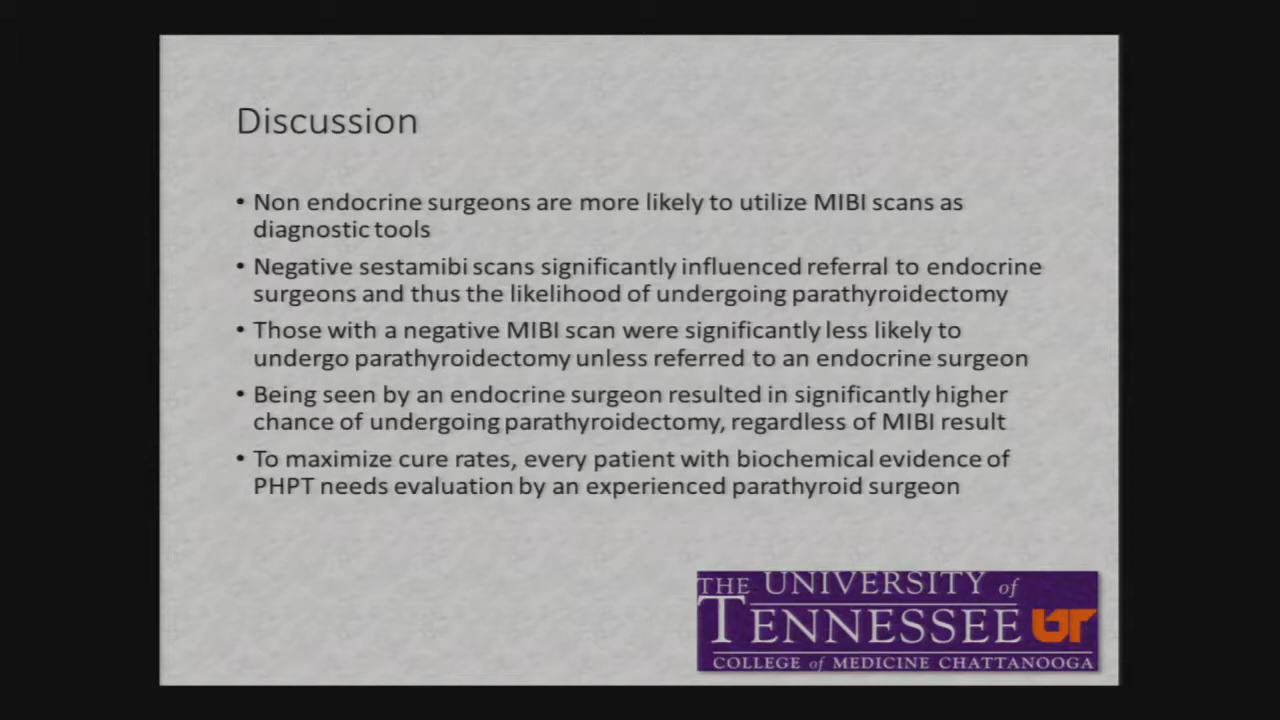 Discussion
• Non endocrine surgeons are more likely to utilize MIBI scans as
diagnostic tools
• Negative sestamibi scans significantly influenced referral to endocrine
surgeons and thus the likelihood of undergoing parathyroidectomy
• Those with a negative MIBI scan were significantly less likely to
undergo parathyroidectomy unless referred to an endocrine surgeon
• Being seen by an endocrine surgeon resulted in significantly higher
chance of undergoing parathyroidectomy, regardless of MIBI result
• To maximize cure rates, every patient with biochemical evidence of
PHPT needs evaluation by an experienced parathyroid surgeon
THE UNIVERSITY of
TENNESSEE UT
COLLEGE of MEDICINE CHATTANOOGA